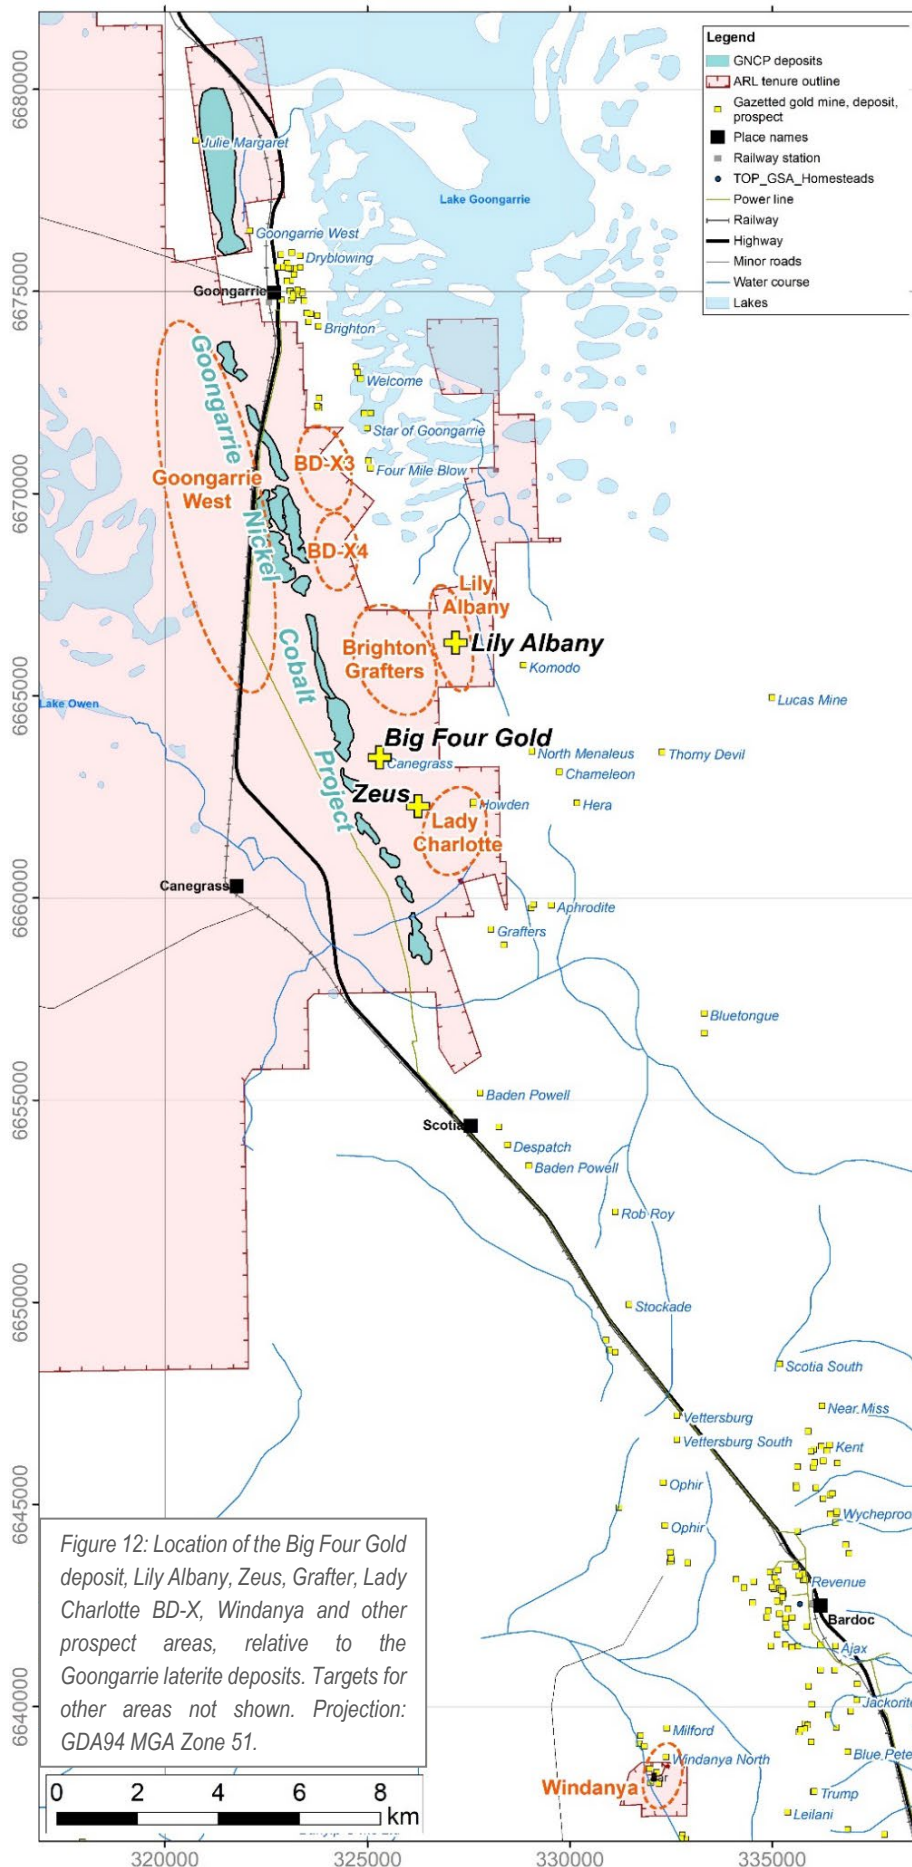 Legend
GNCP deposits
ARL tenure outline
Gazetted gold mine, deposit,
prospect
Place names
Railway station
TOP_GSA_Homesteads
Power line
Railway
Highway
Minor roads
Water course
Lakes
6680000
Julie Margaret
Lake Goongarrie
Goongarrie West
Dryblowing
6675000
Goongarrie
Brighton
Goongarrie
Nickel
Cobalt
Project
Welcome
Star of Goongarrie
BD-X3
Four Mile Blow
Goongarrie
West
6670000
BD-X4
Lily
Albany
Lily Albany
Brighton
Grafters
Komodo
6665000
Lake Owen
Lucas Mine
Big Four Gold
Canegrass
North Menaleus
Thorny Devil
Chameleon
Zeus
Howden
Hera
Lady
Charlotte
Canegrass
6660000
Aphrodite
Grafters
Bluetongue
6655000
Baden Powell
Scotia
Despatch
Baden Powell
Rob Roy
6650000
Stockade
Scotia South
Near Miss
Vettersburg
Vettersburg South
Kent
6645000
Ophir
Wycheproo
Ophir
Revenue
Bardoc
Ajax
6640000
Jackorite
Milford
Windanya North
Blue Pete
Windanya
Trump
Leilani
Figure 12: Location of the Big Four Gold
deposit, Lily Albany, Zeus, Grafter, Lady
Charlotte BD-X, Windanya and other
prospect areas, relative to the
Goongarrie laterite deposits. Targets for
other areas not shown. Projection:
GDA94 MGA Zone 51.
0 2 4 6 8
km
320000 325000 330000 335000